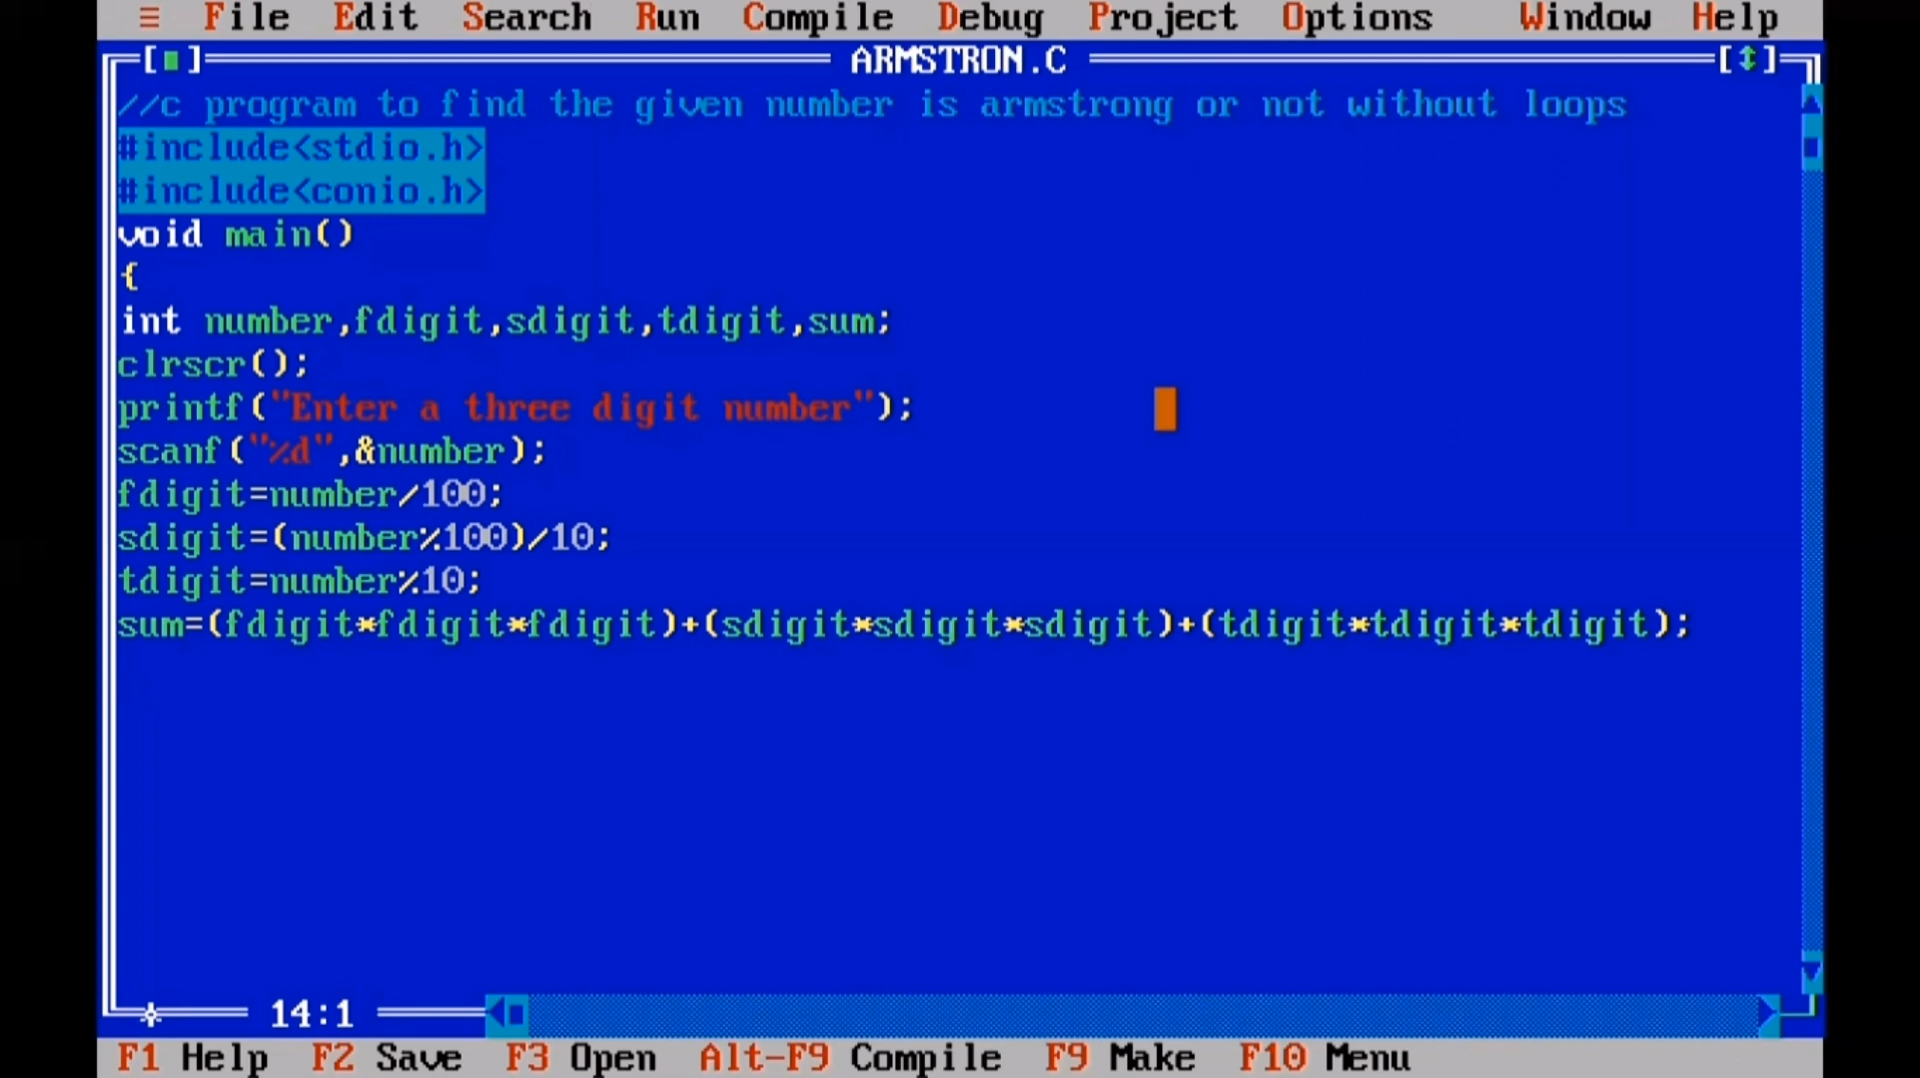 ≡ File Edit Search Run Compile Debug Project Options Window Help
[■] ARMSTRON.C [↕]
//c program to find the given number is armstrong or not without loops
#include<stdio.h>
#include<conio.h>
void main()
{
int number,fdigit,sdigit,tdigit,sum;
clrscr();
printf("Enter a three digit number");
scanf("%d",&number);
fdigit=number/100;
sdigit=(number%100)/10;
tdigit=number%10;
sum=(fdigit*fdigit*fdigit)+(sdigit*sdigit*sdigit)+(tdigit*tdigit*tdigit);
14:1
F1 Help F2 Save F3 Open Alt-F9 Compile F9 Make F10 Menu